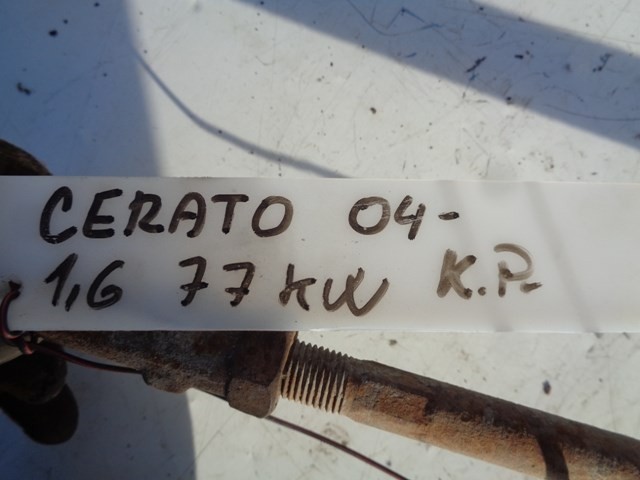 CERATO 04-
1,6 77 kW K.P.